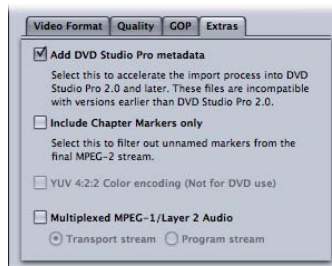 Video Format Quality GOP Extras
Add DVD Studio Pro metadata
Select this to accelerate the import process into DVD
Studio Pro 2.0 and later. These files are incompatible
with versions earlier than DVD Studio Pro 2.0.
Include Chapter Markers only
Select this to filter out unnamed markers from the
final MPEG-2 stream.
YUV 4:2:2 Color encoding (Not for DVD use)
Multiplexed MPEG-1/Layer 2 Audio
Transport stream Program stream